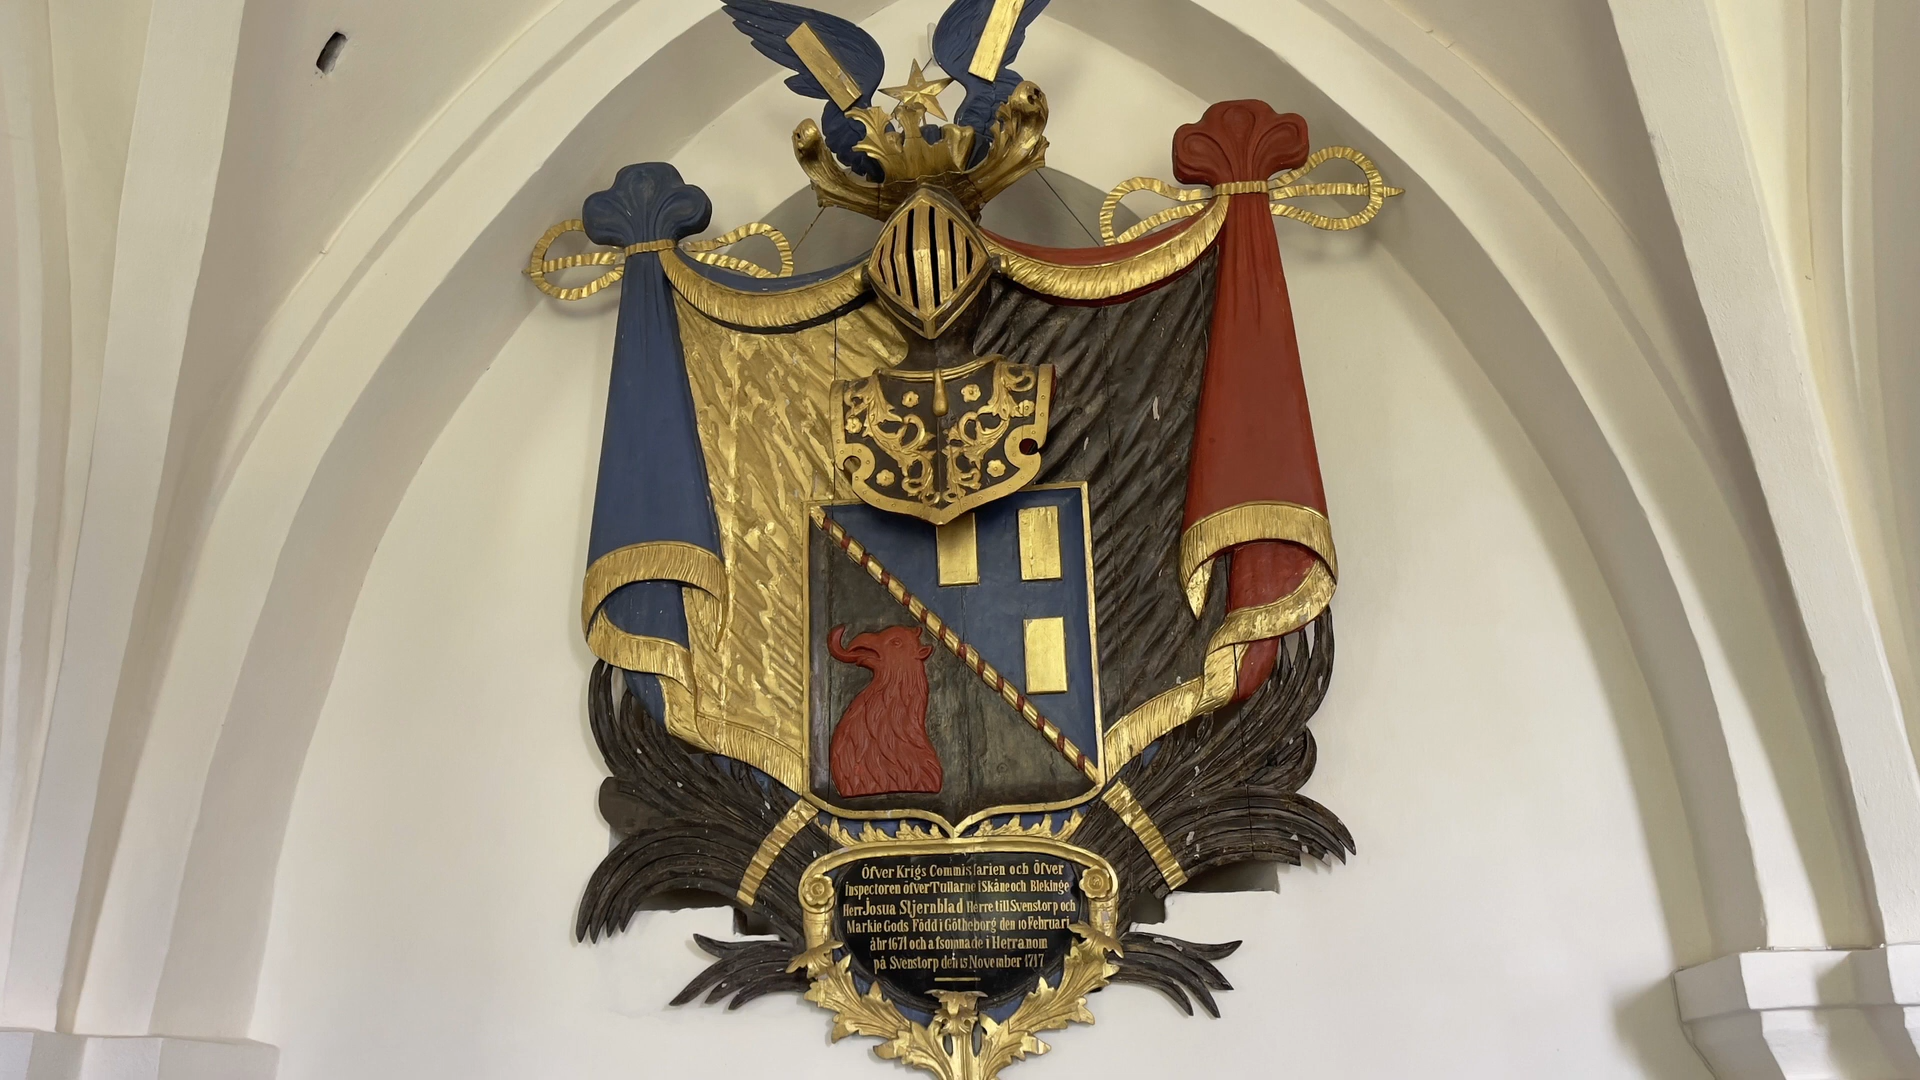 Öfver Krigs Commissarien och Öfver
inspectoren öfver Tullarne i Skåne och Blekinge
Herr Josua Stjernblad Herre till Svenstorp och
Markie Gods Född i Götheborg den 10 Februari
åhr 1671 och afsomnade i Herranom
på Svenstorp den 15 November 1717